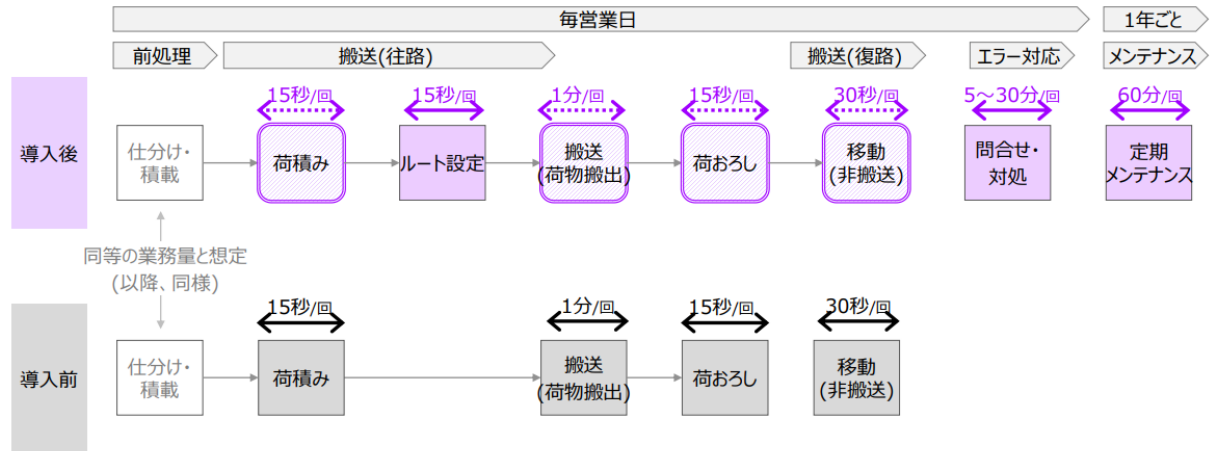 毎営業日
1年ごと
前処理
搬送(往路)
搬送(復路)
エラー対応
メンテナンス
導入後
15秒/回
15秒/回
1分/回
15秒/回
30秒/回
5～30分/回
60分/回
仕分け・
積載
荷積み
ルート設定
搬送
(荷物搬出)
荷おろし
移動
(非搬送)
問合せ・
対処
定期
メンテナンス
同等の業務量と想定
(以降、同様)
導入前
15秒/回
1分/回
15秒/回
30秒/回
仕分け・
積載
荷積み
搬送
(荷物搬出)
荷おろし
移動
(非搬送)